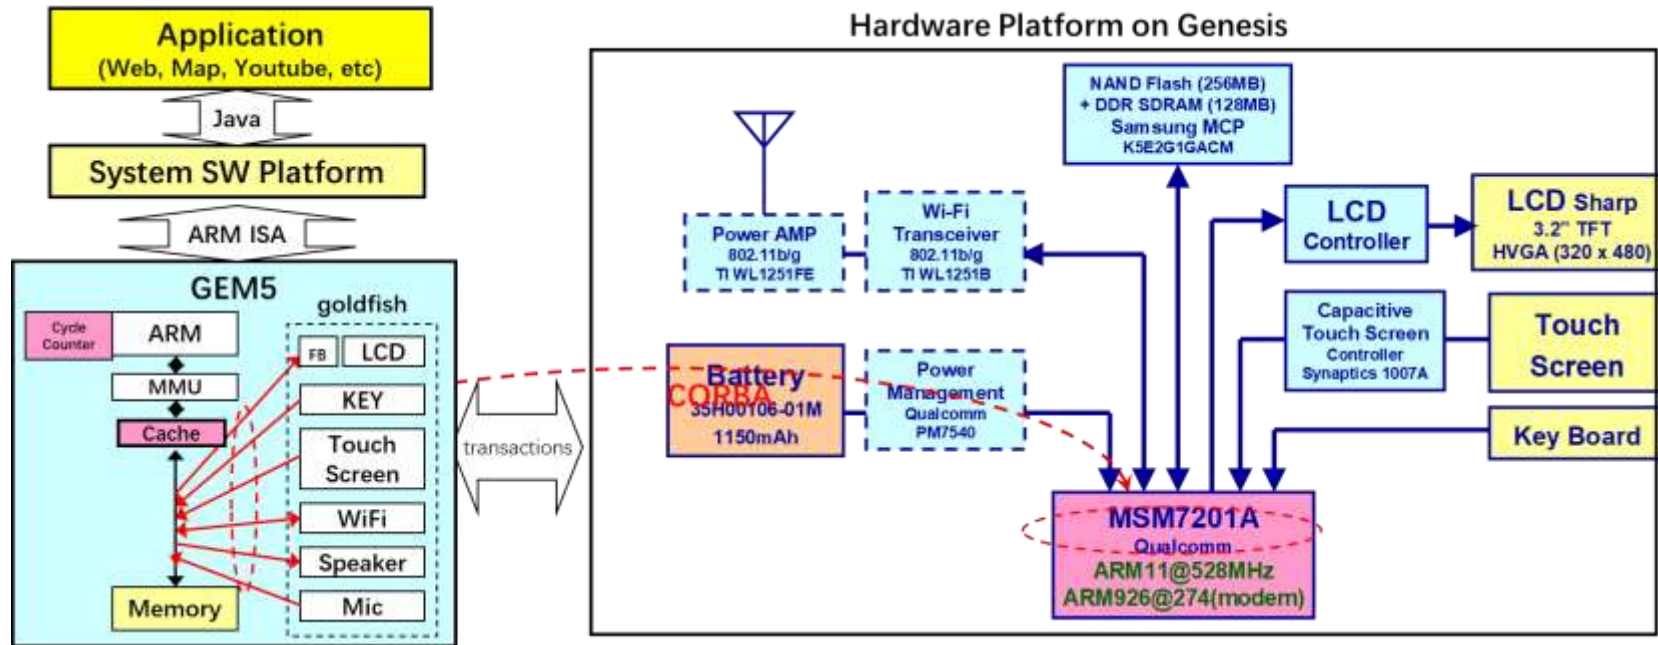 Hardware Platform on Genesis
Application
(Web, Map, Youtube, etc)
Java
System SW Platform
ARM ISA
GEM5
goldfish
Cycle
Counter
ARM
MMU
Cache
Memory
FB
LCD
KEY
Touch
Screen
WiFi
Speaker
Mic
transactions
CORBA
NAND Flash (256MB)
+ DDR SDRAM (128MB)
Samsung MCP
K5E2G1GACM
Power AMP
802.11b/g
TI WL1251FE
Wi-Fi
Transceiver
802.11b/g
TI WL1251B
LCD
Controller
LCD Sharp
3.2" TFT
HVGA (320 x 480)
Capacitive
Touch Screen
Controller
Synaptics 1007A
Touch
Screen
Key Board
Battery
35H00106-01M
1150mAh
Power
Management
Qualcomm
PM7540
MSM7201A
Qualcomm
ARM11@528MHz
ARM926@274(modem)